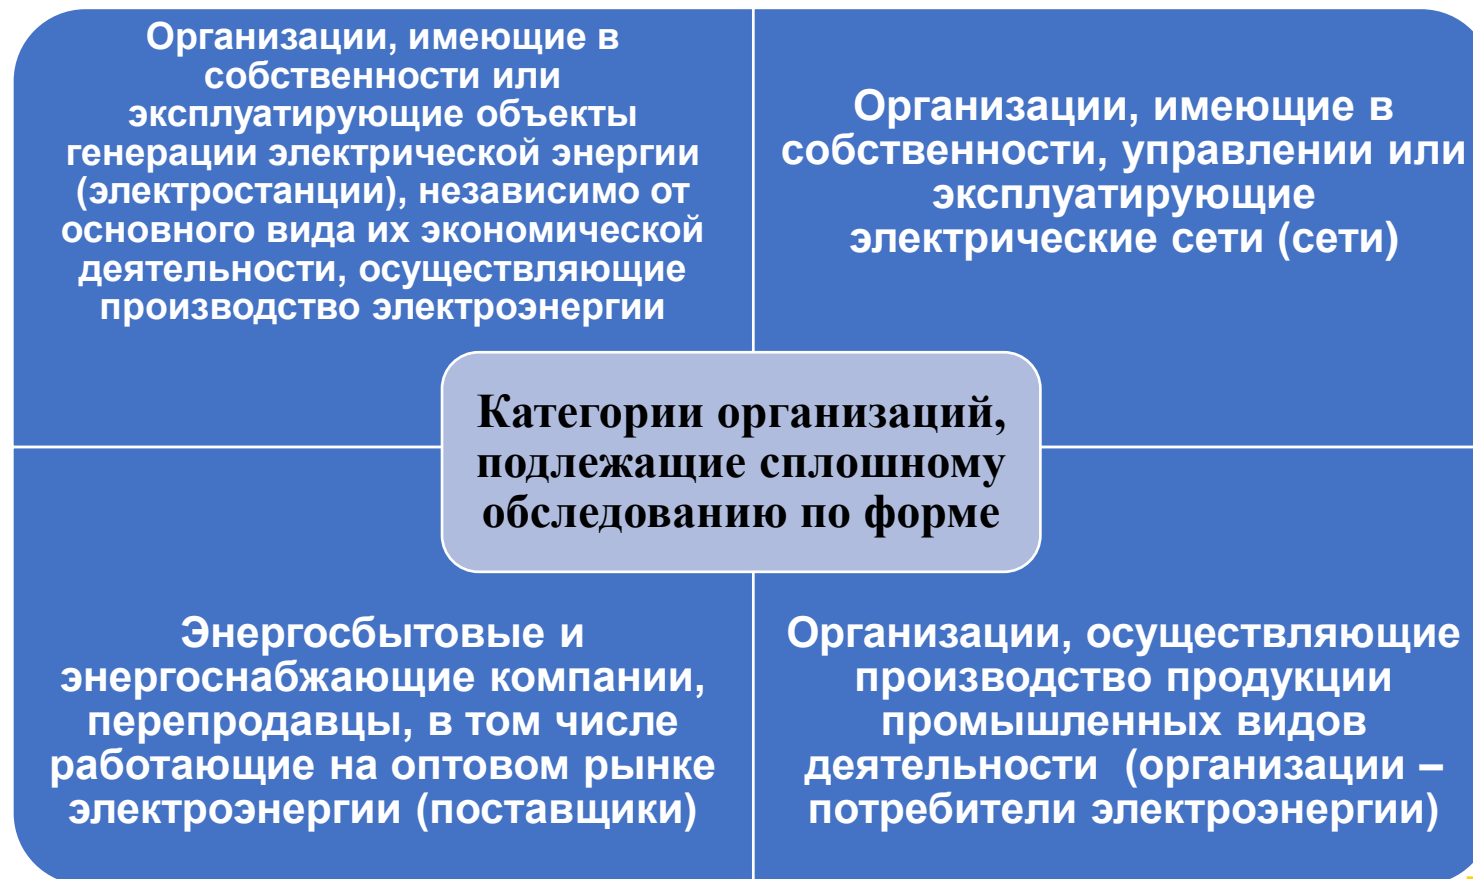 Организации, имеющие в
собственности или
эксплуатирующие объекты
генерации электрической энергии
(электростанции), независимо от
основного вида их экономической
деятельности, осуществляющие
производство электроэнергии
Организации, имеющие в
собственности, управлении или
эксплуатирующие
электрические сети (сети)
Категории организаций,
подлежащие сплошному
обследованию по форме
Энергосбытовые и
энергоснабжающие компании,
перепродавцы, в том числе
работающие на оптовом рынке
электроэнергии (поставщики)
Организации, осуществляющие
производство продукции
промышленных видов
деятельности (организации –
потребители электроэнергии)